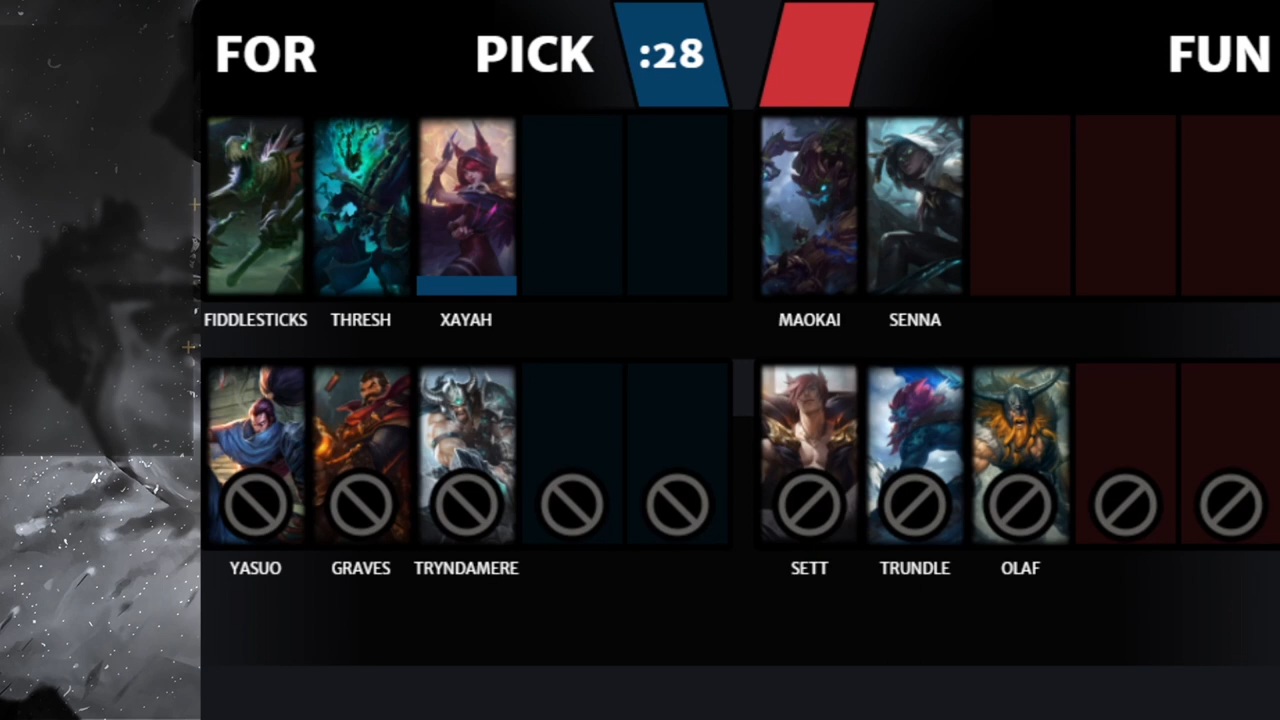 FOR PICK :28 FUN
FIDDLESTICKS THRESH XAYAH MAOKAI SENNA
YASUO GRAVES TRYNDAMERE SETT TRUNDLE OLAF